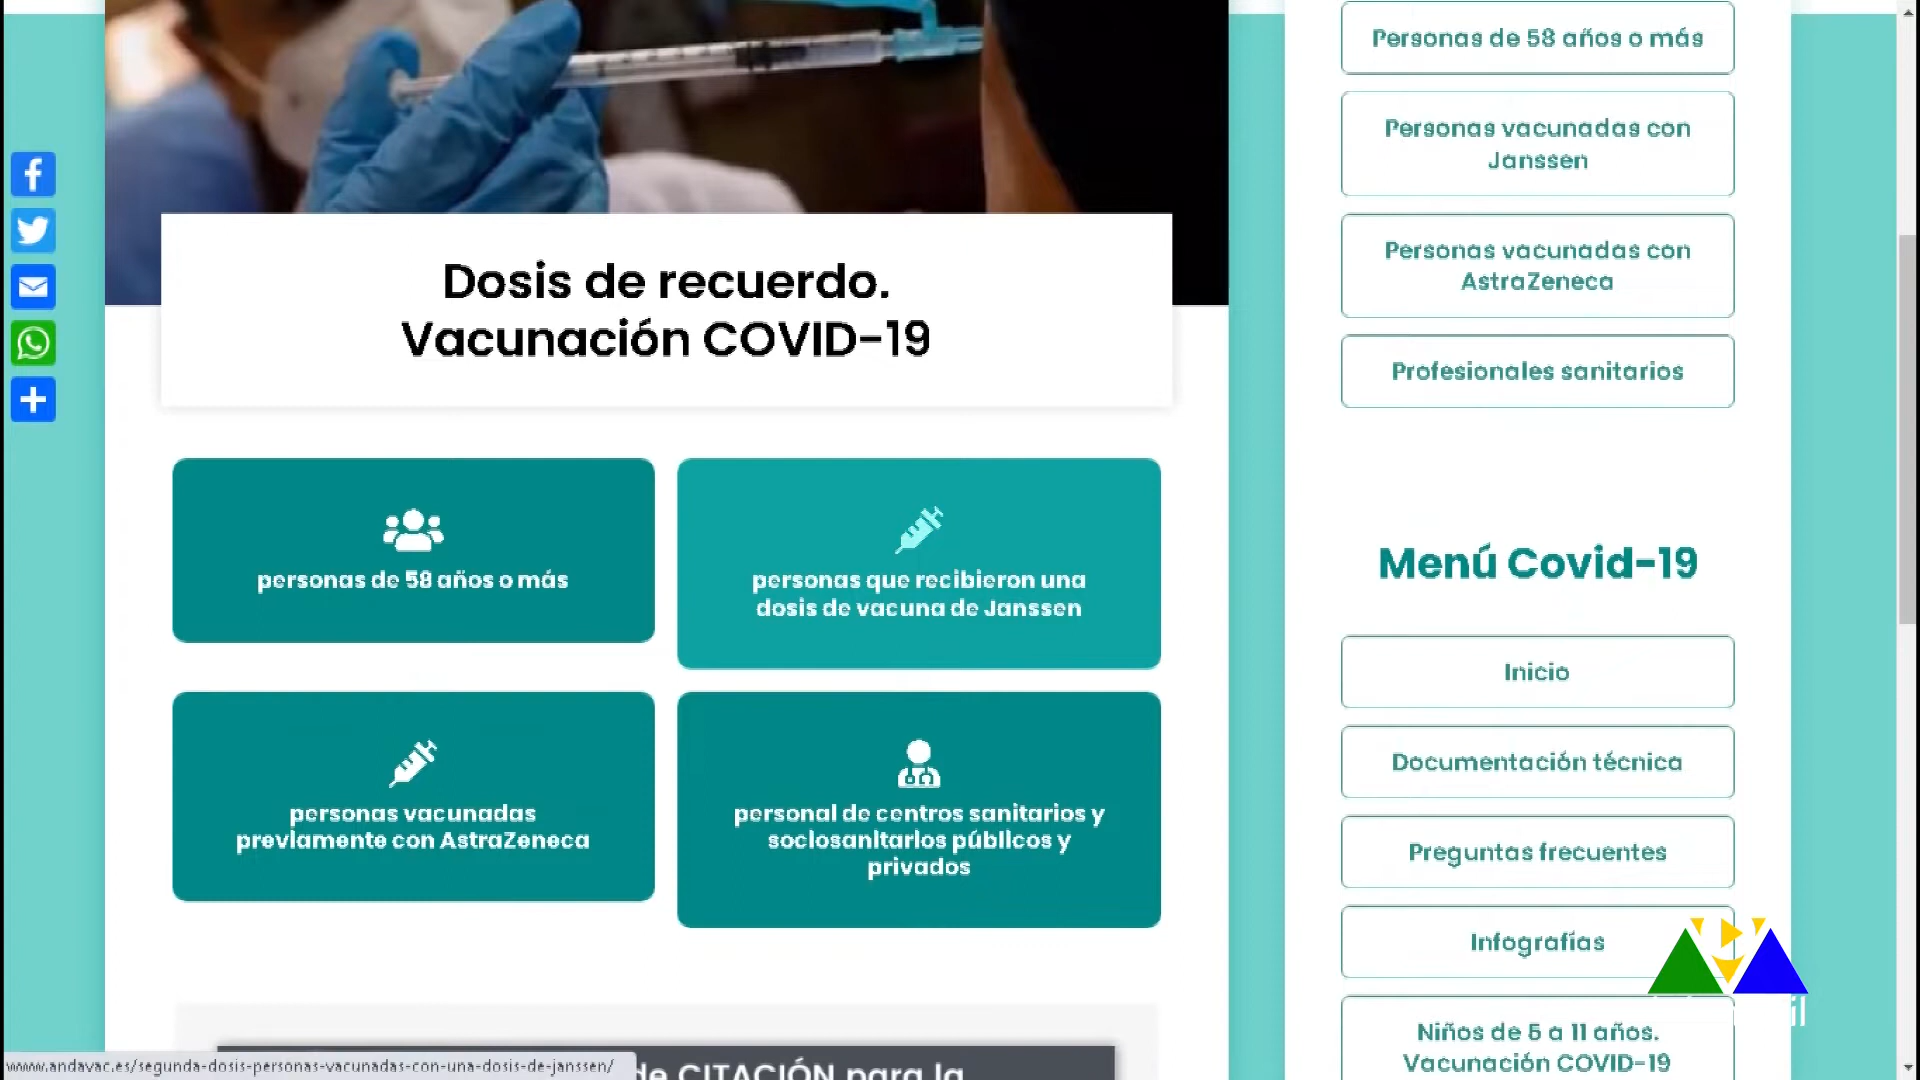 Dosis de recuerdo.
Vacunación COVID-19
personas de 58 años o más
personas que recibieron una
dosis de vacuna de Janssen
personas vacunadas
previamente con AstraZeneca
personal de centros sanitarios y
sociosanitarios públicos y
privados
de CITACIÓN para la
Personas de 58 años o más
Personas vacunadas con
Janssen
Personas vacunadas con
AstraZeneca
Profesionales sanitarios
Menú Covid-19
Inicio
Documentación técnica
Preguntas frecuentes
Infografías
Niños de 5 a 11 años.
Vacunación COVID-19
www.andavac.es/segunda-dosis-personas-vacunadas-con-una-dosis-de-janssen/